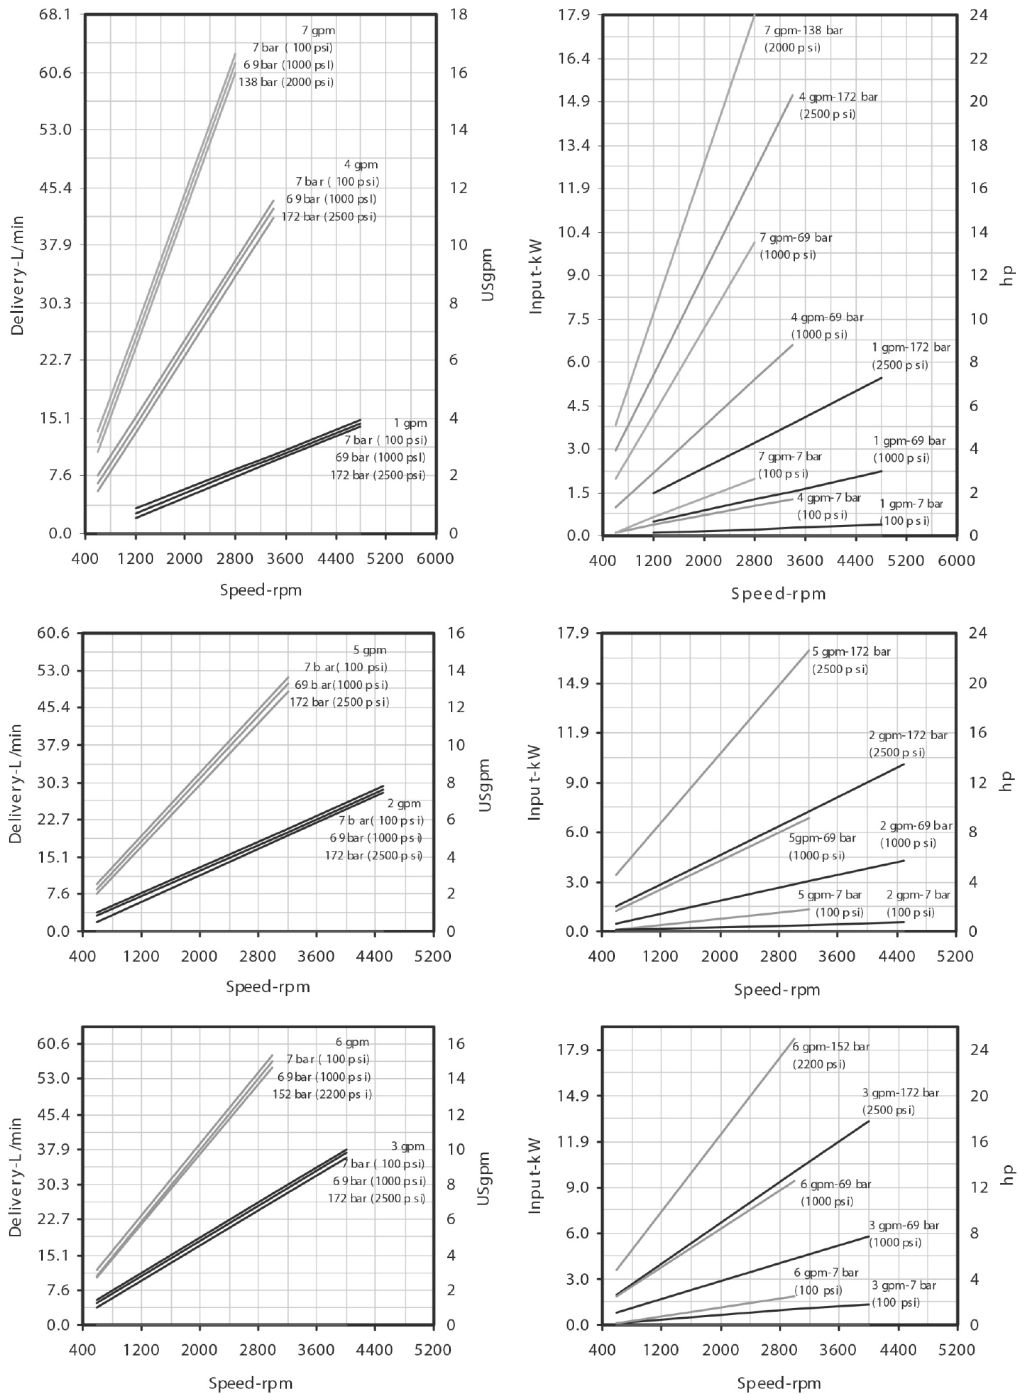 68.1
60.6
53.0
45.4
37.9
30.3
22.7
15.1
7.6
0.0
Delivery-L/min
18
16
14
12
10
8
6
4
2
0
USgpm
7 gpm
7 bar ( 100 psi)
69bar (1000 psI)
138 bar (2000 psi)
4 gpm
7 bar ( 100 psi)
69bar (1000 psI)
172 bar (2500 psi)
1 gpm
7 bar ( 100 psi)
69 bar (1000 psI)
172 bar (2500 psi)
400 1200 2000 2800 3600 4400 5200 6000
Speed-rpm
17.9
16.4
14.9
13.4
11.9
10.4
9.0
7.5
6.0
4.5
3.0
1.5
0.0
Input-kW
24
22
20
18
16
14
12
10
8
6
4
2
0
hp
7 gpm-138 bar
(2000 psi)
4 gpm-172 bar
(2500 psi)
7 gpm-69 bar
(1000 psi)
4 gpm-69 bar
(1000 psi)
1 gpm-172 bar
(2500 psi)
1 gpm-69 bar
(1000 psi)
7 gpm-7 bar
(100 psi)
4 gpm-7 bar
(100 psi)
1 gpm-7 bar
(100 psi)
400 1200 2000 2800 3600 4400 5200 6000
Speed-rpm
60.6
53.0
45.4
37.9
30.3
22.7
15.1
7.6
0.0
Delivery-L/min
16
14
12
10
8
6
4
2
0
USgpm
5 gpm
7 bar( 100 psi)
69 bar(1000 psi)
172 bar (2500 psi)
2 gpm
7 bar( 100 psi)
69bar (1000 psi)
172 bar (2500 psi)
400 1200 2000 2800 3600 4400 5200
Speed-rpm
17.9
14.9
11.9
9.0
6.0
3.0
0.0
Input-kW
24
20
16
12
8
4
0
hp
5 gpm-172 bar
(2500 psi)
2 gpm-172 bar
(2500 psi)
5gpm-69 bar
(1000 psi)
2 gpm-69 bar
(1000 psi)
5 gpm-7 bar
(100 psi)
2 gpm-7 bar
(100 psi)
400 1200 2000 2800 3600 4400 5200
Speed-rpm
60.6
53.0
45.4
37.9
30.3
22.7
15.1
7.6
0.0
Delivery-L/min
16
14
12
10
8
6
4
2
0
USgpm
6 gpm
7 bar ( 100 psi)
69bar (1000 psi)
152 bar (2200 psi)
3 gpm
7 bar ( 100 psi)
69bar (1000 psi)
172 bar (2500 psi)
400 1200 2000 2800 3600 4400 5200
Speed-rpm
17.9
14.9
11.9
9.0
6.0
3.0
0.0
Input-kW
24
20
16
12
8
4
0
hp
6 gpm-152 bar
(2200 psi)
3 gpm-172 bar
(2500 psi)
6 gpm-69 bar
(1000 psi)
3 gpm-69 bar
(1000 psi)
6 gpm-7 bar
(100 psi)
3 gpm-7 bar
(100 psi)
400 1200 2000 2800 3600 4400 5200
Speed-rpm